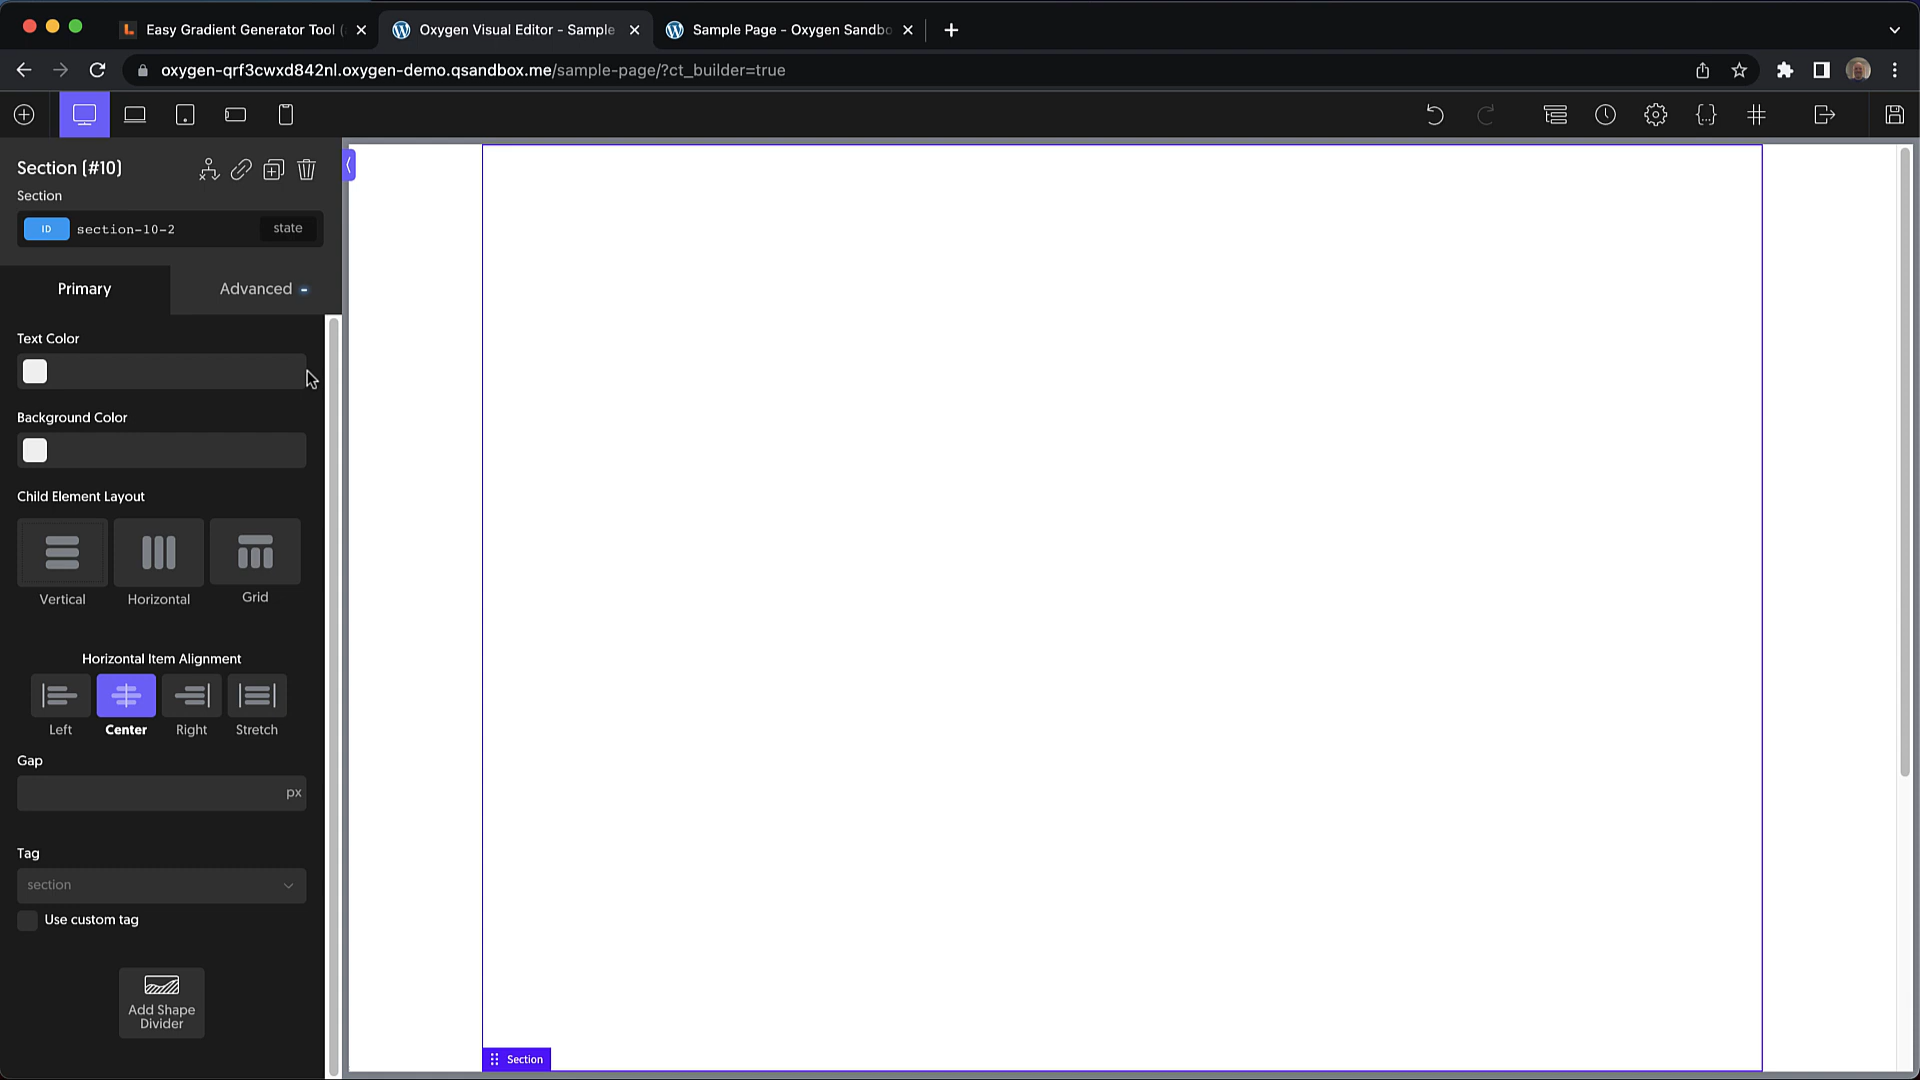 Easy Gradient Generator Tool (
Oxygen Visual Editor - Sample
Sample Page - Oxygen Sandbo
oxygen-qrf3cwxd842nl.oxygen-demo.qsandbox.me/sample-page/?ct_builder=true
Section (#10)
Section
ID section-10-2 state
Primary Advanced
Text Color
Background Color
Child Element Layout
Vertical Horizontal Grid
Horizontal Item Alignment
Left Center Right Stretch
Gap
px
Tag
section
Use custom tag
Add Shape
Divider
Section